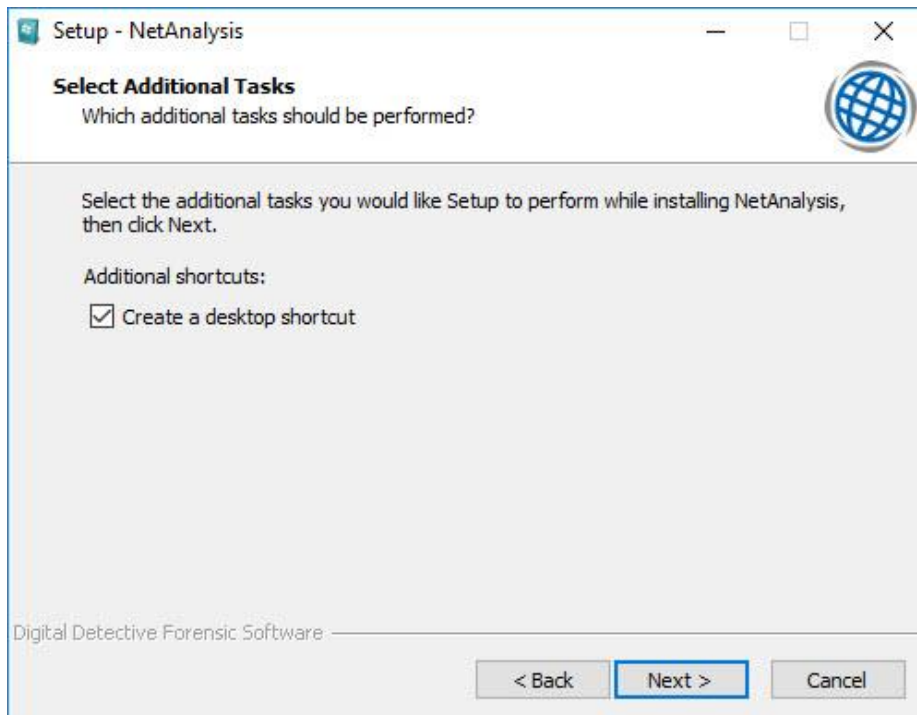 Setup - NetAnalysis
Select Additional Tasks
Which additional tasks should be performed?
Select the additional tasks you would like Setup to perform while installing NetAnalysis,
then click Next.
Additional shortcuts:
Create a desktop shortcut
Digital Detective Forensic Software
< Back Next > Cancel